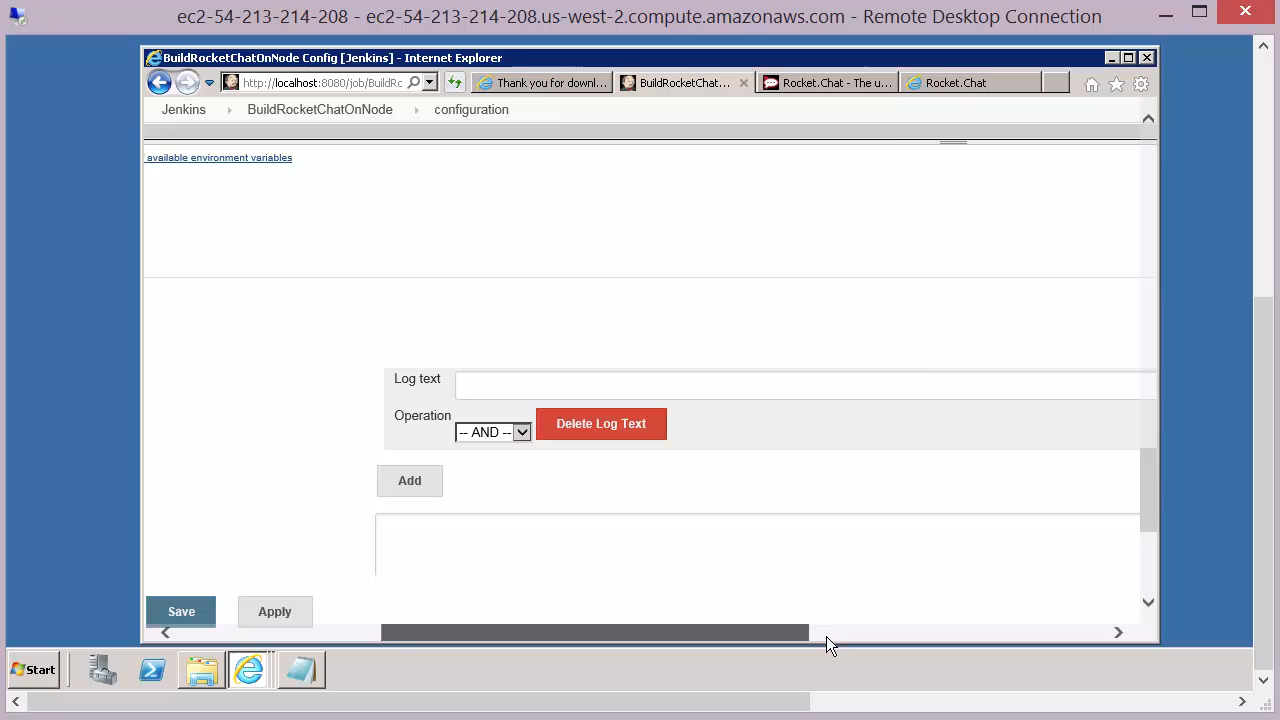 ec2-54-213-214-208 - ec2-54-213-214-208.us-west-2.compute.amazonaws.com - Remote Desktop Connection
BuildRocketChatOnNode Config [Jenkins] - Internet Explorer
http://localhost:8080/job/BuildRc
Thank you for downl...
BuildRocketChat...
Rocket.Chat - The u...
Rocket.Chat
Jenkins
BuildRocketChatOnNode
configuration
available environment variables
Log text
Operation
-- AND --
Delete Log Text
Add
Save
Apply
Start